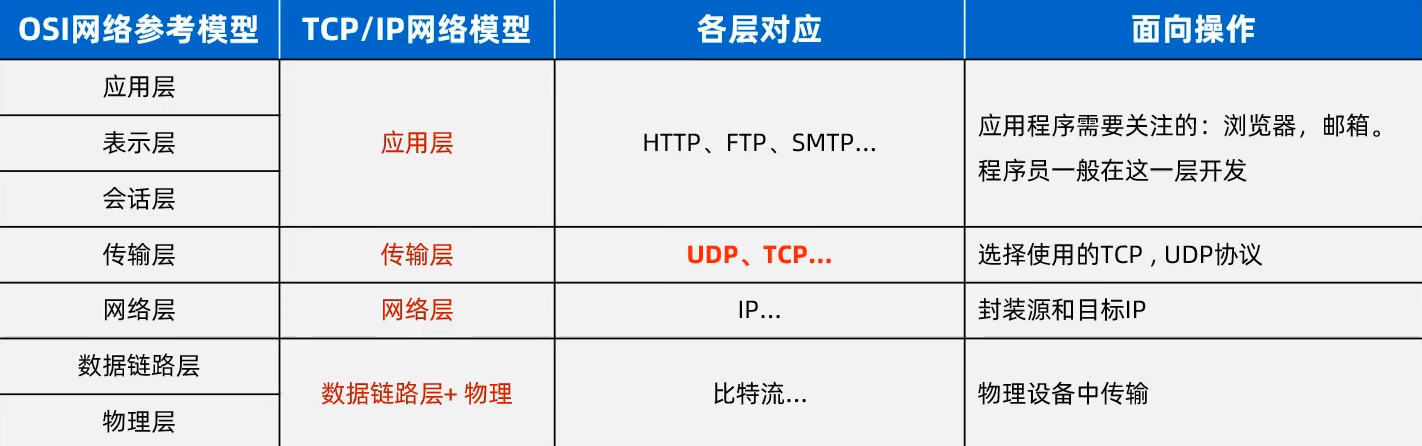 OSI网络参考模型 TCP/IP网络模型 各层对应 面向操作
应用层
表示层
会话层
应用层
HTTP、FTP、SMTP...
应用程序需要关注的：浏览器，邮箱。
程序员一般在这一层开发
传输层 传输层 UDP、TCP... 选择使用的TCP , UDP协议
网络层 网络层 IP... 封装源和目标IP
数据链路层
物理层
数据链路层+ 物理
比特流...
物理设备中传输